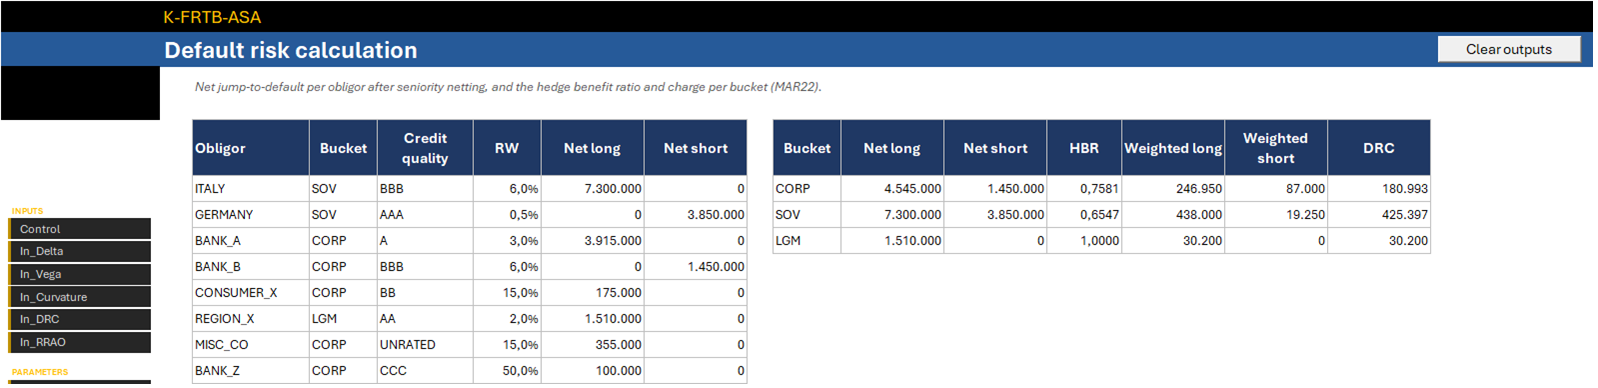 K-FRTB-ASA
Default risk calculation
Clear outputs
Net jump-to-default per obligor after seniority netting, and the hedge benefit ratio and charge per bucket (MAR22).
Obligor Bucket Credit quality RW Net long Net short
ITALY SOV BBB 6,0% 7.300.000 0
GERMANY SOV AAA 0,5% 0 3.850.000
BANK_A CORP A 3,0% 3.915.000 0
BANK_B CORP BBB 6,0% 0 1.450.000
CONSUMER_X CORP BB 15,0% 175.000 0
REGION_X LGM AA 2,0% 1.510.000 0
MISC_CO CORP UNRATED 15,0% 355.000 0
BANK_Z CORP CCC 50,0% 100.000 0
Bucket Net long Net short HBR Weighted long Weighted short DRC
CORP 4.545.000 1.450.000 0,7581 246.950 87.000 180.993
SOV 7.300.000 3.850.000 0,6547 438.000 19.250 425.397
LGM 1.510.000 0 1,0000 30.200 0 30.200
INPUTS
Control
In_Delta
In_Vega
In_Curvature
In_DRC
In_RRAO
PARAMETERS